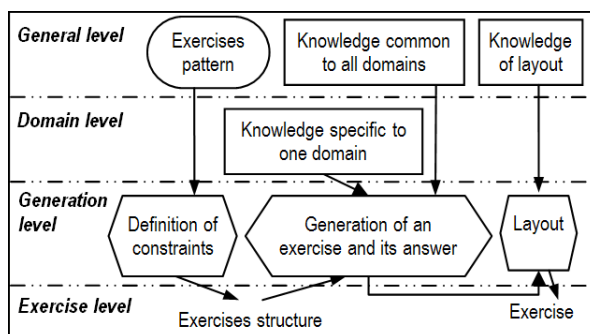 General level
Exercises
pattern
Knowledge common
to all domains
Knowledge
of layout
Domain level
Knowledge specific to
one domain
Generation
level
Definition of
constraints
Generation of an
exercise and its answer
Layout
Exercise level
Exercises structure
Exercise